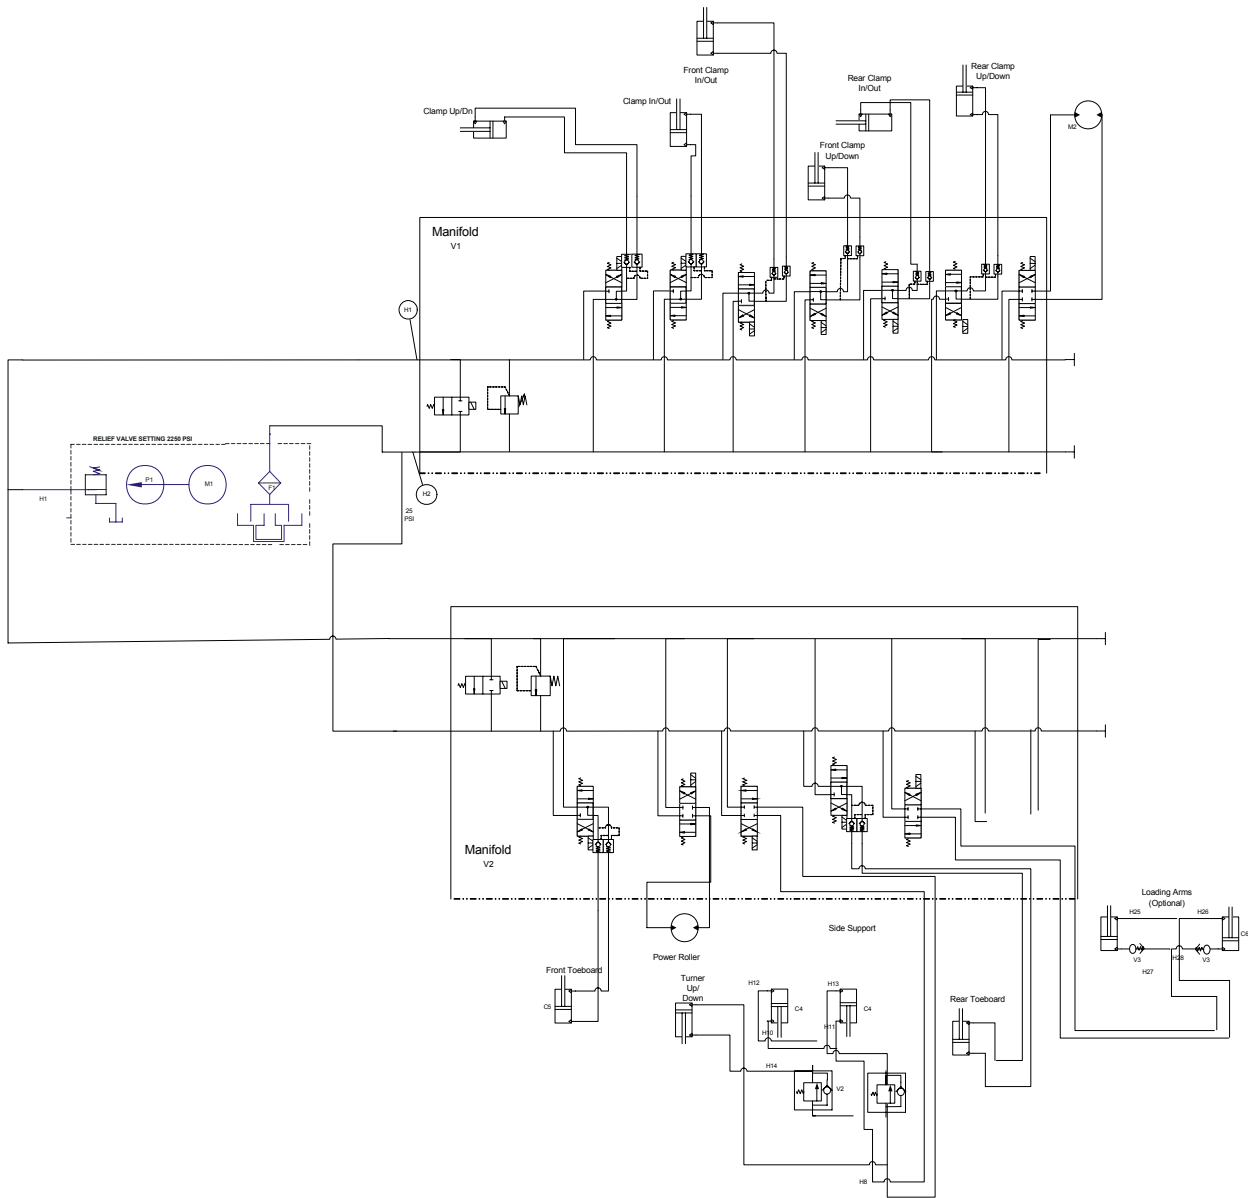 Front Clamp
In/Out
Rear Clamp
Up/Down
Rear Clamp
In/Out
Clamp Up/Dn
Clamp In/Out
M2
Front Clamp
Up/Down
Manifold
V1
H1
RELIEF VALVE SETTING 2250 PSI
P1
M1
F1
H1
H2
25
PSI
Manifold
V2
Loading Arms
(Optional)
H25
H26
C6
V3
H28
V3
H27
Side Support
Power Roller
Front Toeboard
C5
Turner
Up/
Down
H12
H13
C4
C4
H10
H11
Rear Toeboard
H14
V2
H8